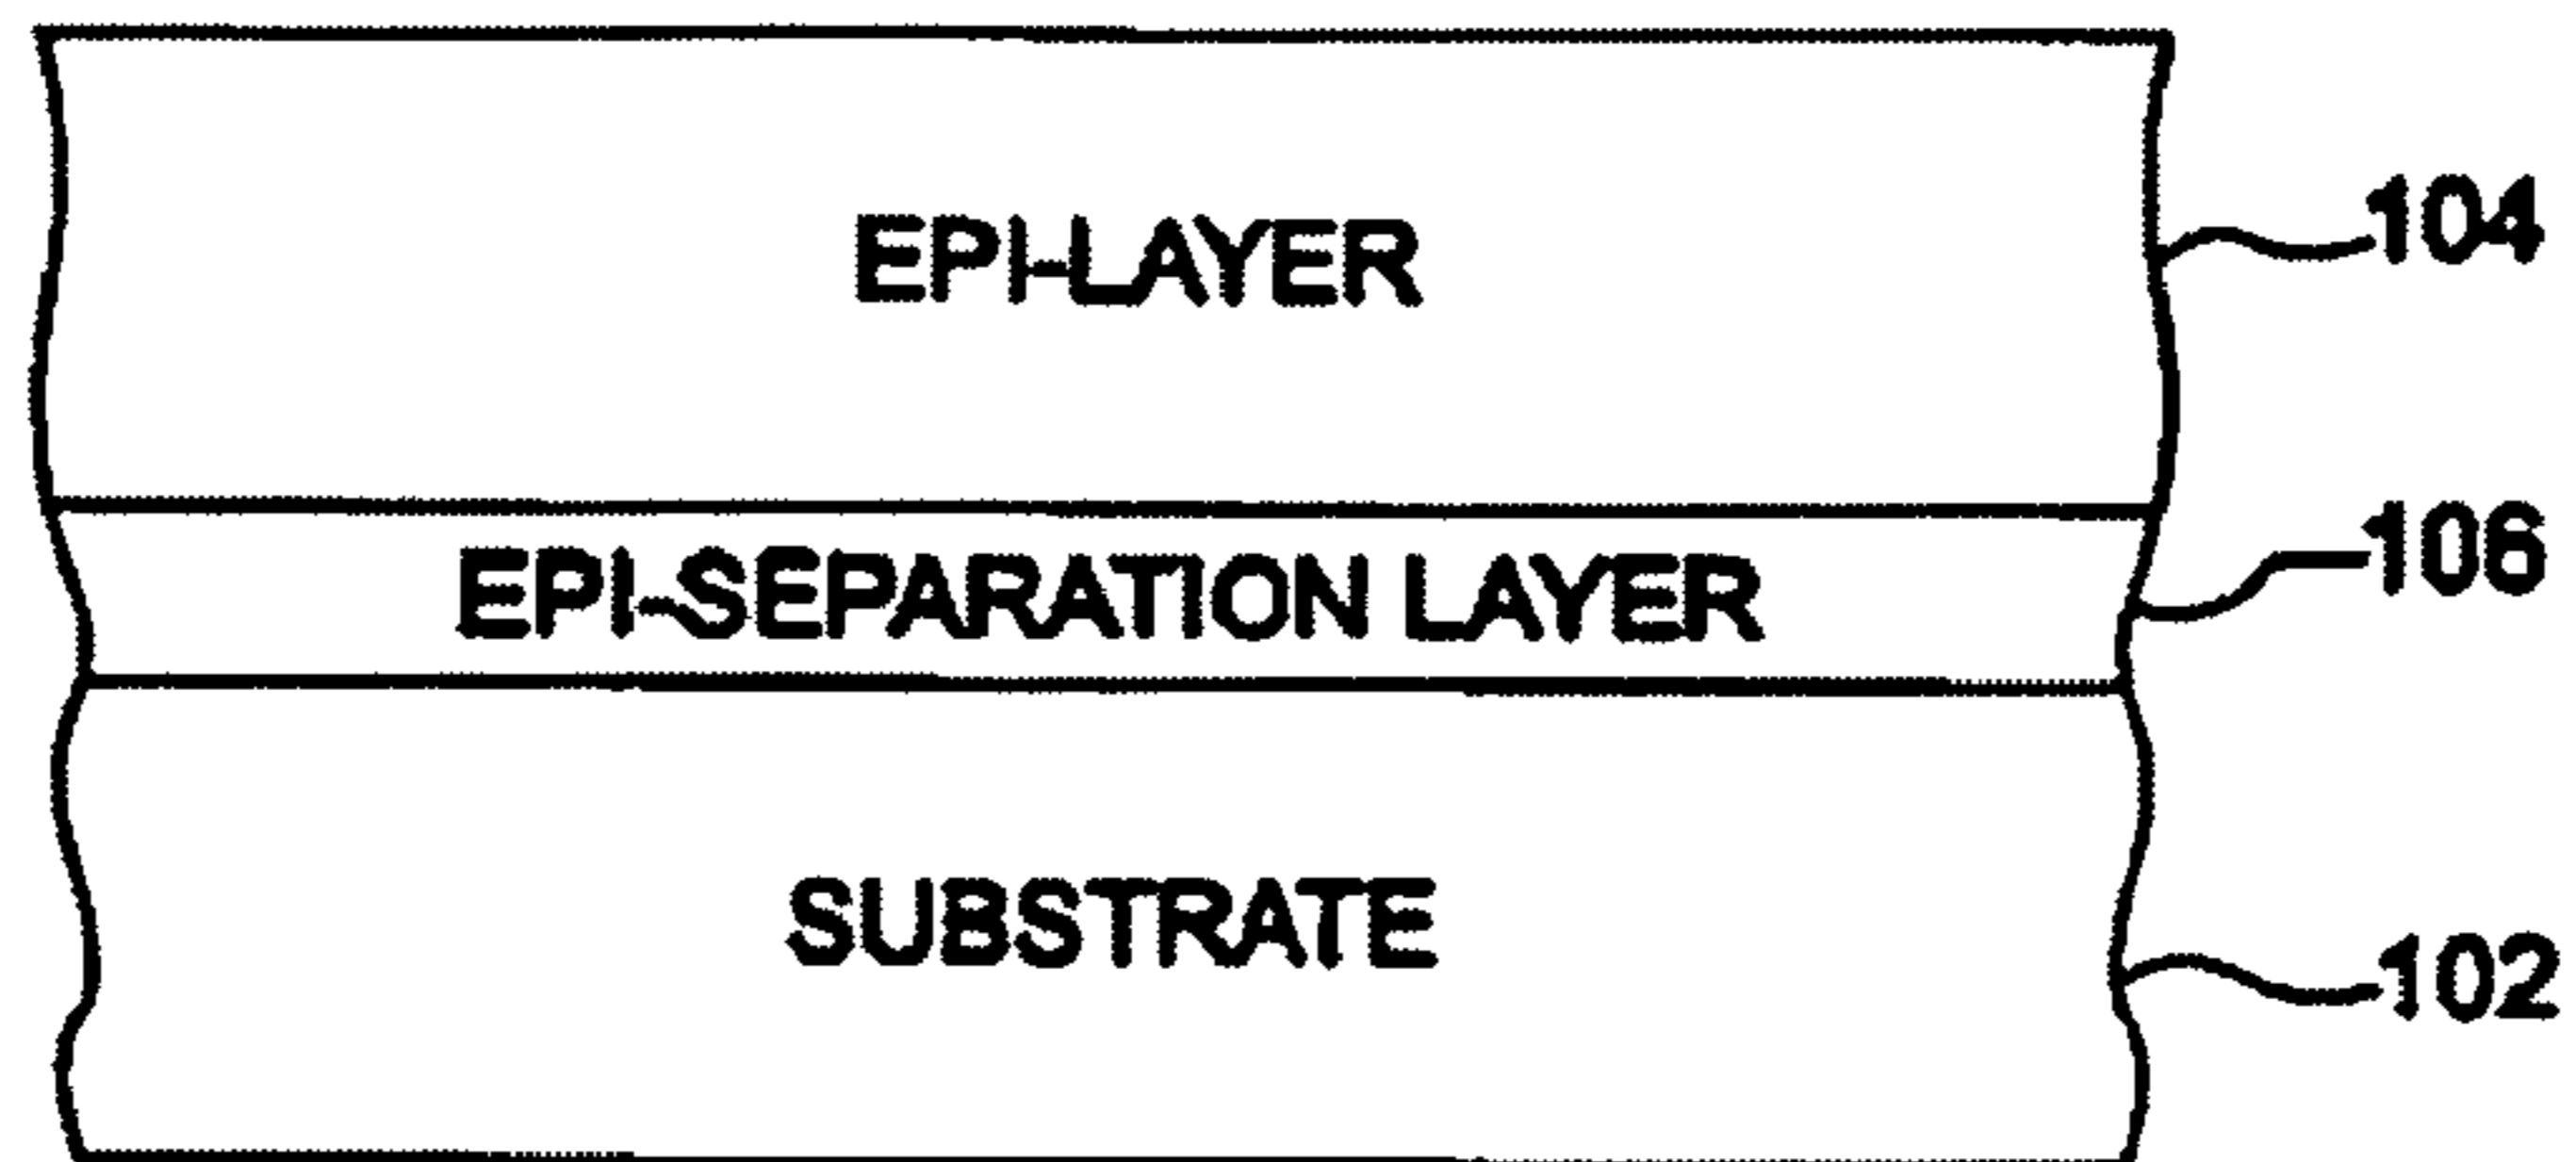 EPI-LAYER
104
EPI-SEPARATION LAYER
106
SUBSTRATE
102